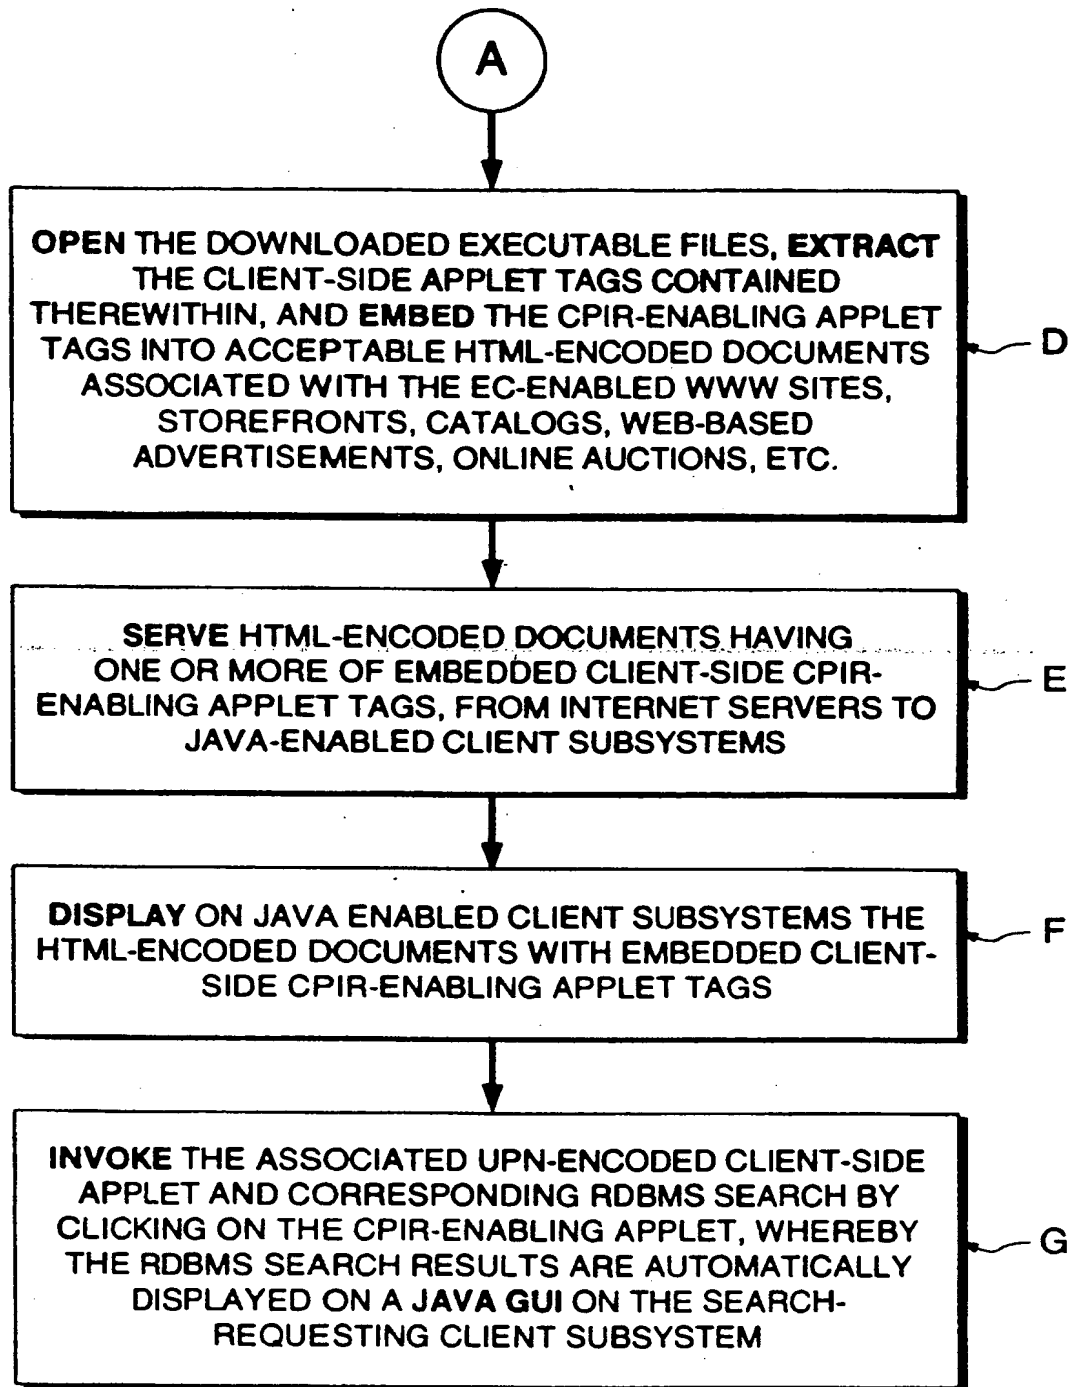 A
OPEN THE DOWNLOADED EXECUTABLE FILES, EXTRACT
THE CLIENT-SIDE APPLET TAGS CONTAINED
THEREWITHIN, AND EMBED THE CPIR-ENABLING APPLET
TAGS INTO ACCEPTABLE HTML-ENCODED DOCUMENTS
ASSOCIATED WITH THE EC-ENABLED WWW SITES,
STOREFRONTS, CATALOGS, WEB-BASED
ADVERTISEMENTS, ONLINE AUCTIONS, ETC.
D
SERVE HTML-ENCODED DOCUMENTS HAVING
ONE OR MORE OF EMBEDDED CLIENT-SIDE CPIR-
ENABLING APPLET TAGS, FROM INTERNET SERVERS TO
JAVA-ENABLED CLIENT SUBSYSTEMS
E
DISPLAY ON JAVA ENABLED CLIENT SUBSYSTEMS THE
HTML-ENCODED DOCUMENTS WITH EMBEDDED CLIENT-
SIDE CPIR-ENABLING APPLET TAGS
F
INVOKE THE ASSOCIATED UPN-ENCODED CLIENT-SIDE
APPLET AND CORRESPONDING RDBMS SEARCH BY
CLICKING ON THE CPIR-ENABLING APPLET, WHEREBY
THE RDBMS SEARCH RESULTS ARE AUTOMATICALLY
DISPLAYED ON A JAVA GUI ON THE SEARCH-
REQUESTING CLIENT SUBSYSTEM
G